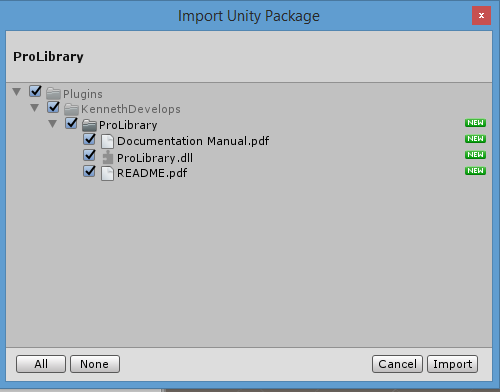 Import Unity Package
x
ProLibrary
Plugins
KennethDevelops
ProLibrary NEW
Documentation Manual.pdf NEW
ProLibrary.dll NEW
README.pdf NEW
All None Cancel Import